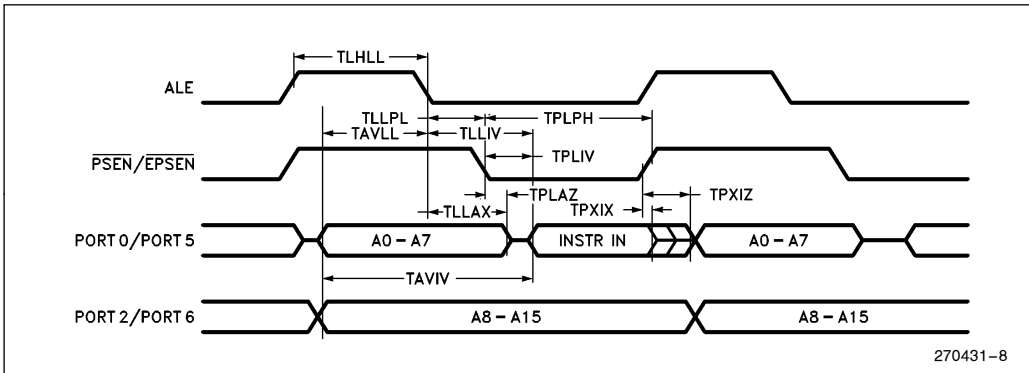 TLHLL
ALE
TLLPL
TPLPH
TAVLL
TLLIV
PSEN/EPSEN
TPLIV
TPLAZ
TPXIZ
TLLAX
TPXIX
PORT 0/PORT 5
A0 – A7
INSTR IN
A0 – A7
TAVIV
PORT 2/PORT 6
A8 – A15
A8 – A15
270431–8